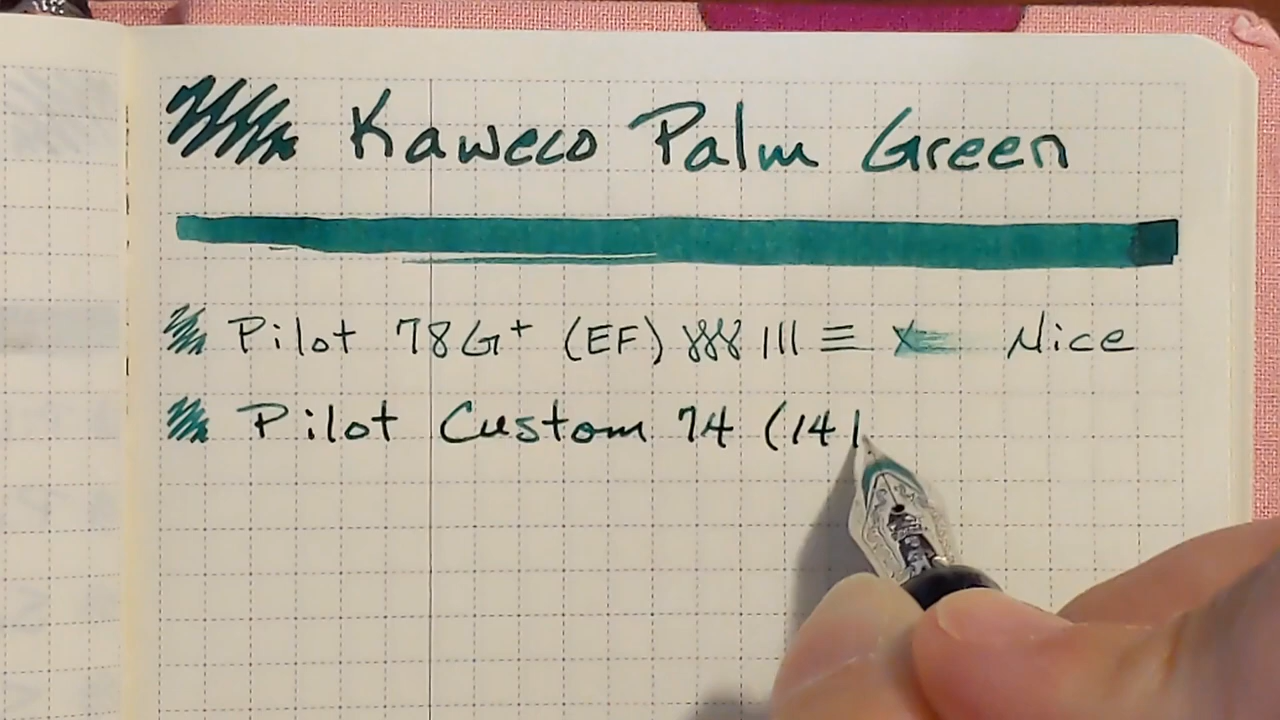 Kaweco Palm Green
Pilot 78G+ (EF) Nice
Pilot Custom 74 (14